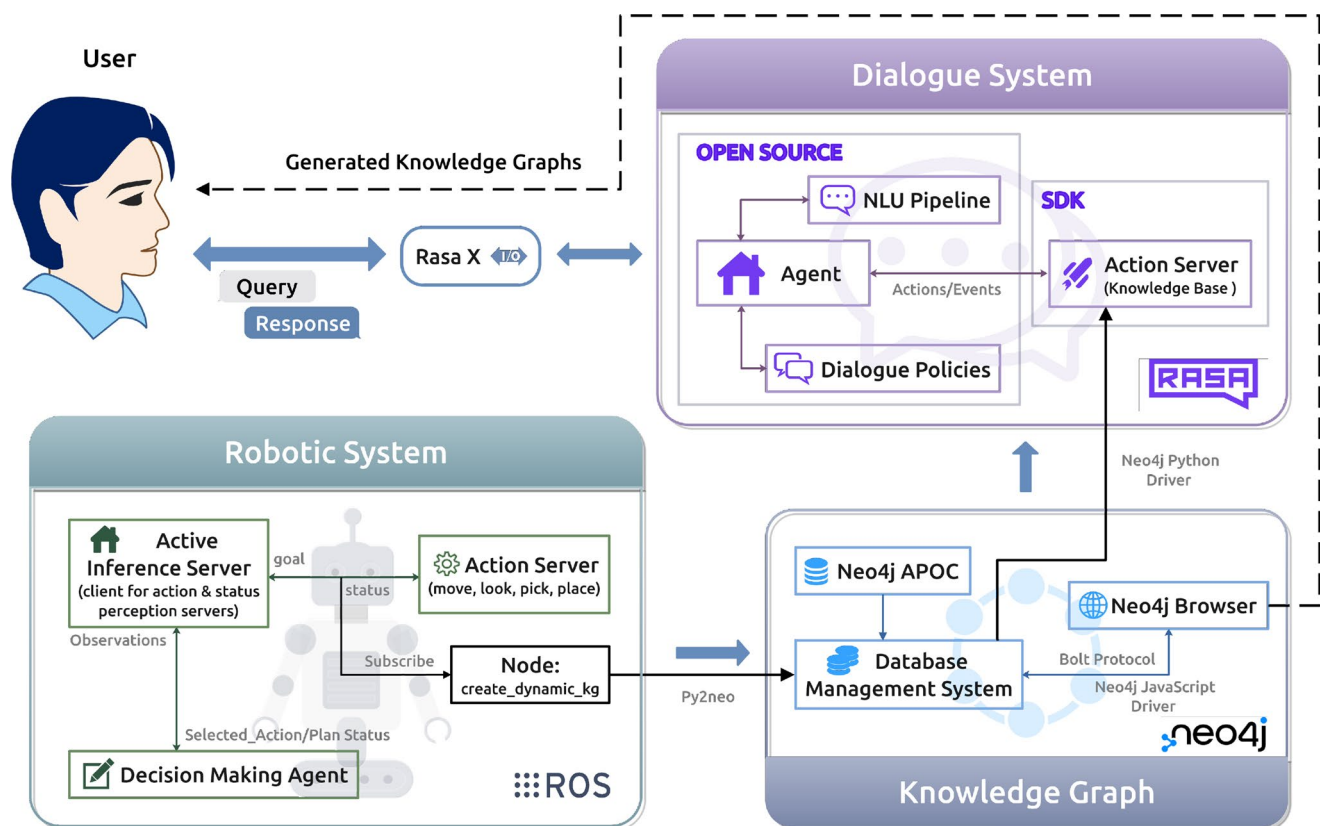 User
Dialogue System
Generated Knowledge Graphs
OPEN SOURCE
NLU Pipeline
SDK
Rasa X
I/O
Agent
Actions/Events
Action Server
(Knowledge Base )
Query
Response
Dialogue Policies
RASA
Robotic System
Neo4j Python
Driver
Active
Inference Server
(client for action & status
perception servers)
goal
status
Action Server
(move, look, pick, place)
Observations
Subscribe
Node:
create_dynamic_kg
Py2neo
Selected_Action/Plan Status
Decision Making Agent
ROS
Neo4j APOC
Neo4j Browser
Database
Management System
Bolt Protocol
Neo4j JavaScript
Driver
neo4j
Knowledge Graph